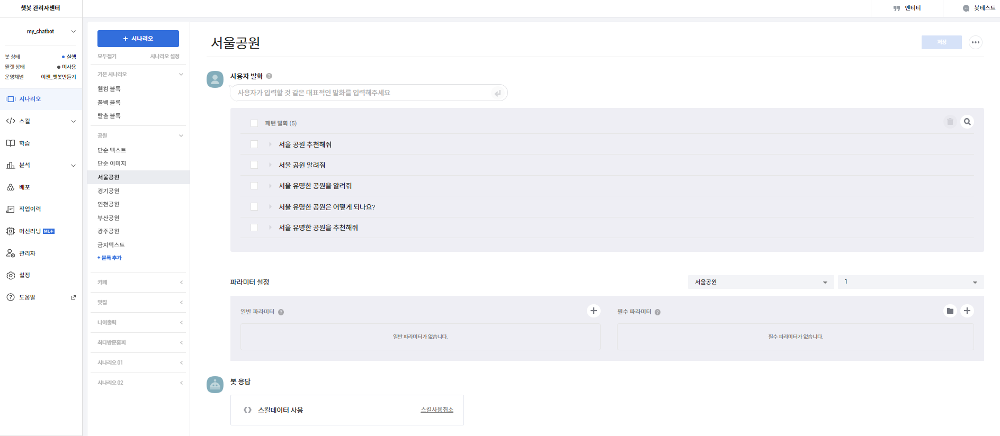 챗봇 관리자센터
엔티티
봇테스트
my_chatbot
봇 상태
실행
월렛 상태
미사용
운영채널
이젠_챗봇만들기
시나리오
스킬
학습
분석
배포
작업이력
머신러닝 ML+
관리자
설정
도움말
+ 시나리오
모두접기
시나리오 설정
기본 시나리오
웰컴 블록
폴백 블록
탈출 블록
공원
단순 텍스트
단순 이미지
서울공원
경기공원
인천공원
부산공원
광주공원
금지텍스트
+ 블록 추가
카페
맛집
나이출력
최다방문홈피
시나리오 01
시나리오 02
서울공원
저장
사용자 발화 ?
사용자가 입력할 것 같은 대표적인 발화를 입력해주세요
패턴 발화 (5)
서울 공원 추천해줘
서울 공원 알려줘
서울 유명한 공원을 알려줘
서울 유명한 공원은 어떻게 되나요?
서울 유명한 공원을 추천해줘
파라미터 설정
서울공원
1
일반 파라미터 ?
필수 파라미터 ?
일반 파라미터가 없습니다.
필수 파라미터가 없습니다.
봇 응답
스킬데이터 사용
스킬사용취소